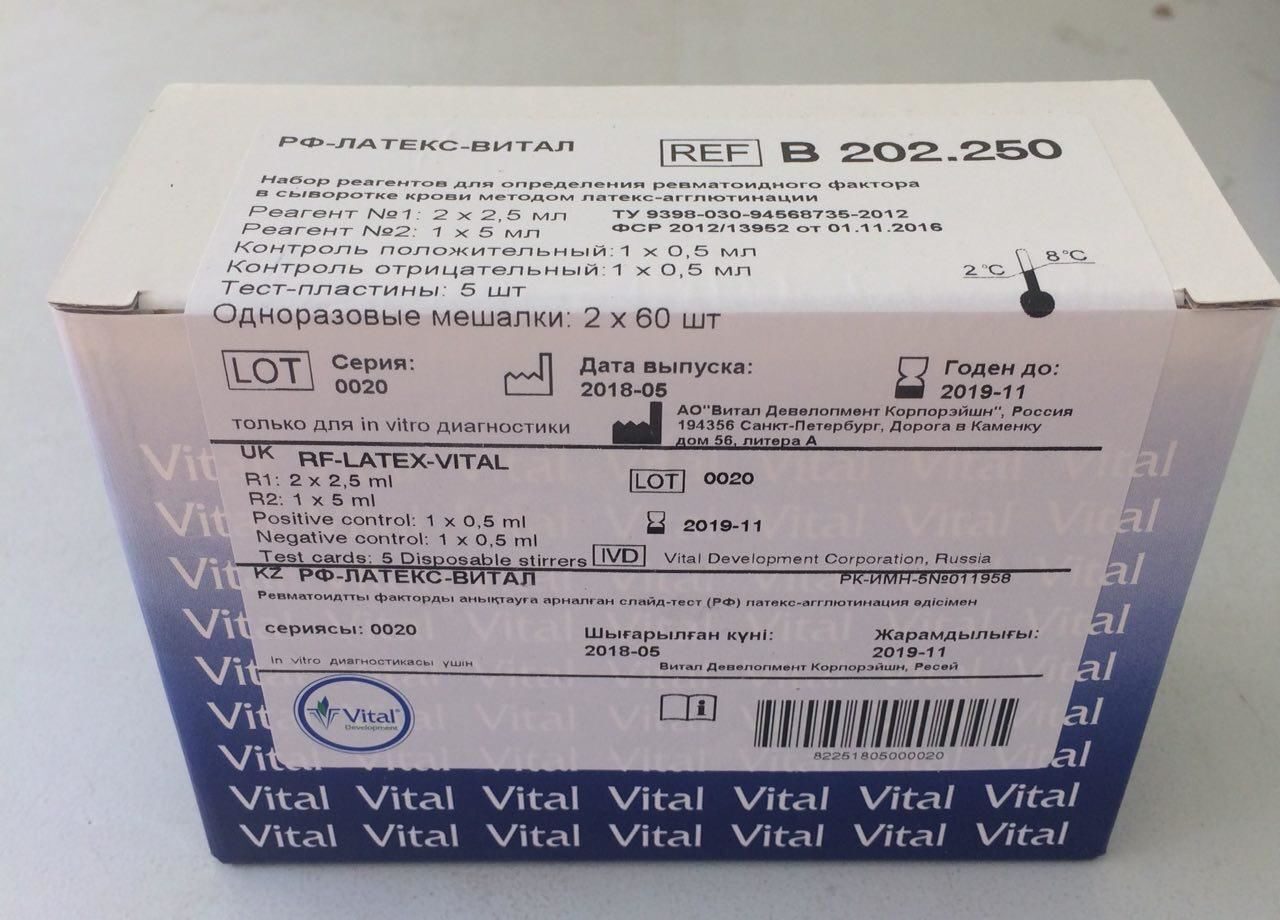 РФ-ЛАТЕКС-ВИТАЛ
REF B 202.250
Набор реагентов для определения ревматоидного фактора
в сыворотке крови методом латекс-агглютинации
Реагент №1: 2 х 2,5 мл ТУ 9398-030-94568735-2012
Реагент №2: 1 х 5 мл ФСР 2012/13952 от 01.11.2016
Контроль положительный: 1 х 0,5 мл
Контроль отрицательный: 1 х 0,5 мл
2°C 8°C
Тест-пластины: 5 шт
Одноразовые мешалки: 2 х 60 шт
LOT Серия: Дата выпуска: Годен до:
0020 2018-05 2019-11
только для in vitro диагностики
АО"Витал Девелопмент Корпорэйшн", Россия
194356 Санкт-Петербург, Дорога в Каменку
дом 56, литера А
UK RF-LATEX-VITAL
R1: 2 x 2,5 ml LOT 0020
R2: 1 x 5 ml
Positive control: 1 x 0,5 ml 2019-11
Negative control: 1 x 0,5 ml
Test cards: 5 Disposable stirrers IVD Vital Development Corporation, Russia
KZ РФ-ЛАТЕКС-ВИТАЛ РК-ИМН-5№011958
Ревматоидтты факторды анықтауға арналған слайд-тест (РФ) латекс-агглютинация әдісімен
сериясы: 0020 Шығарылған күні: Жарамдылығы:
2018-05 2019-11
in vitro диагностикасы үшін Витал Девелопмент Корпорэйшн, Ресей
Vital®
Development
i
82251805000020
Vital Vital Vital Vital Vital Vital Vital
Vital Vital Vital Vital Vital Vital Vital